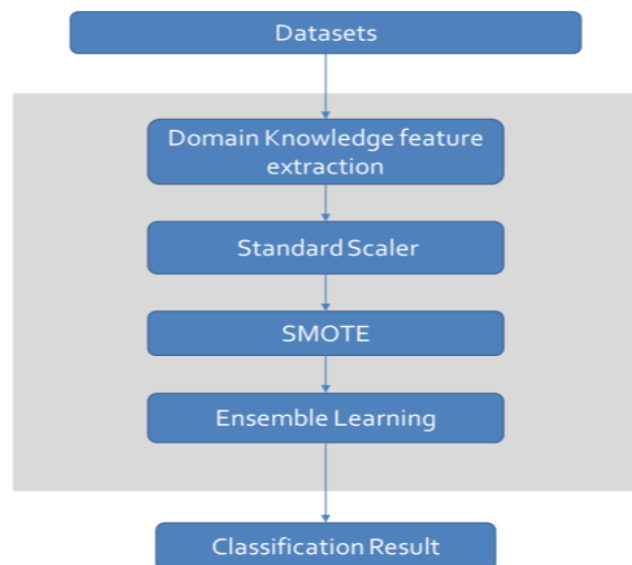 Datasets
Domain Knowledge feature
extraction
Standard Scaler
SMOTE
Ensemble Learning
Classification Result